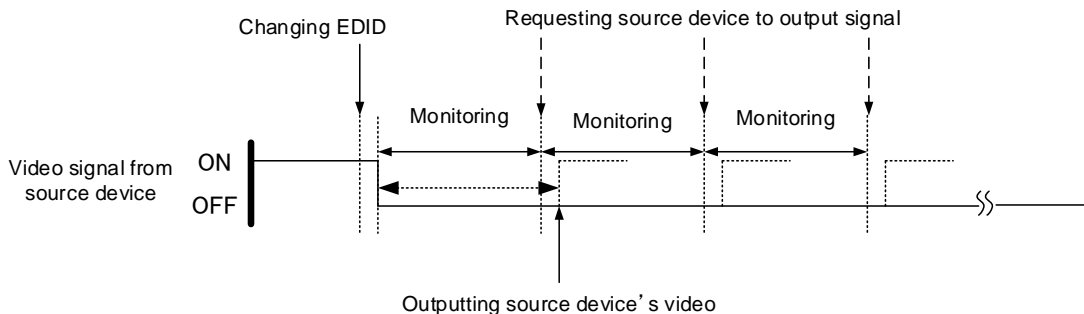 Requesting source device to output signal
Changing EDID
Monitoring
Monitoring
Monitoring
Video signal from
source device
ON
OFF
Outputting source device's video